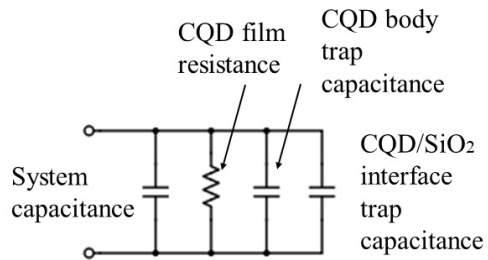 CQD film
resistance
CQD body
trap
capacitance
System
capacitance
CQD/SiO2
interface
trap
capacitance